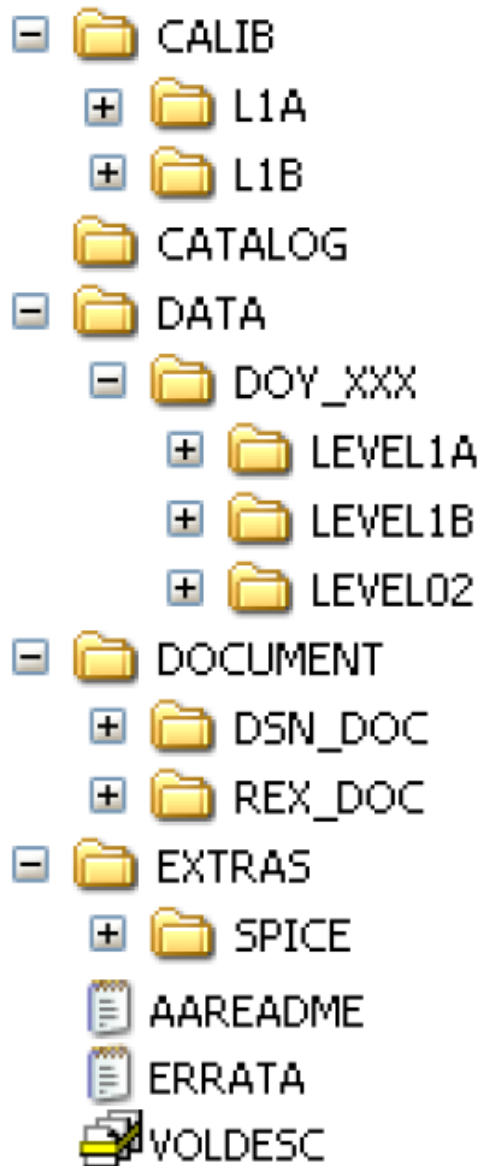 CALIB
L1A
L1B
CATALOG
DATA
DOY_XXX
LEVEL1A
LEVEL1B
LEVEL02
DOCUMENT
DSN_DOC
REX_DOC
EXTRAS
SPICE
AAREADME
ERRATA
VOLDESC